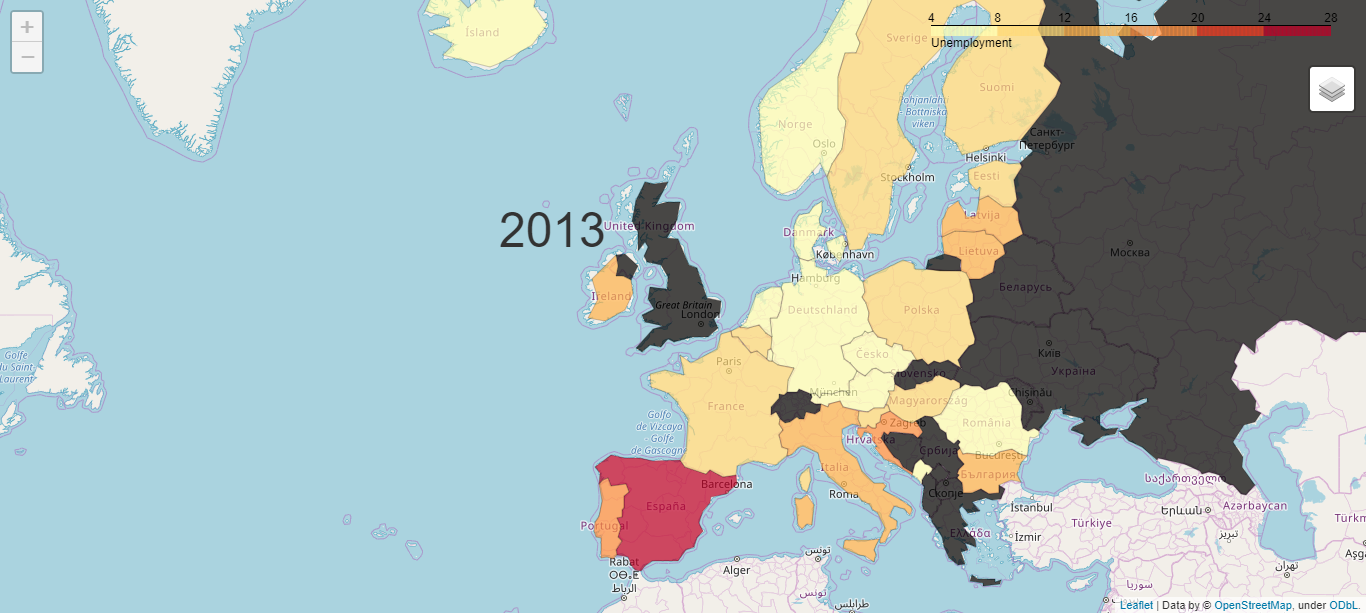 +
−
4 8 12 16 20 24 28
Unemployment
Ísland
Sverige
Suomi
Norge
Oslo
Pohjanlahti
- Bottniska
viken
Санкт-
Петербург
Helsinki
Stockholm
Eesti
2013
United Kingdom
Latvija
Danmark
København
Lietuva
Москва
Hamburg
Беларусь
Ireland
Great Britain
London
Deutschland
Polska
Golfe
du Saint-
Laurent
Paris
Česko
Київ
Україна
Slovensko
München
Chișinău
France
Magyarország
România
Golfo
de Vizcaya
- Golfe
de Gascogne
Zagreb
Hrvatska
Србија
București
Italia
България
Barcelona
Roma
Скопје
საქართველო
España
İstanbul
Երևան
Azərbaycan
Portugal
Türkiye
Türkm
Ελλάδα
İzmir
تبریز
Rabat
ⵔⴱⴰⵟ
الرباط
Alger
تونس
تونس
تهران
Aşga
سوريا
طرابلس
Leaflet | Data by © OpenStreetMap, under ODbL.